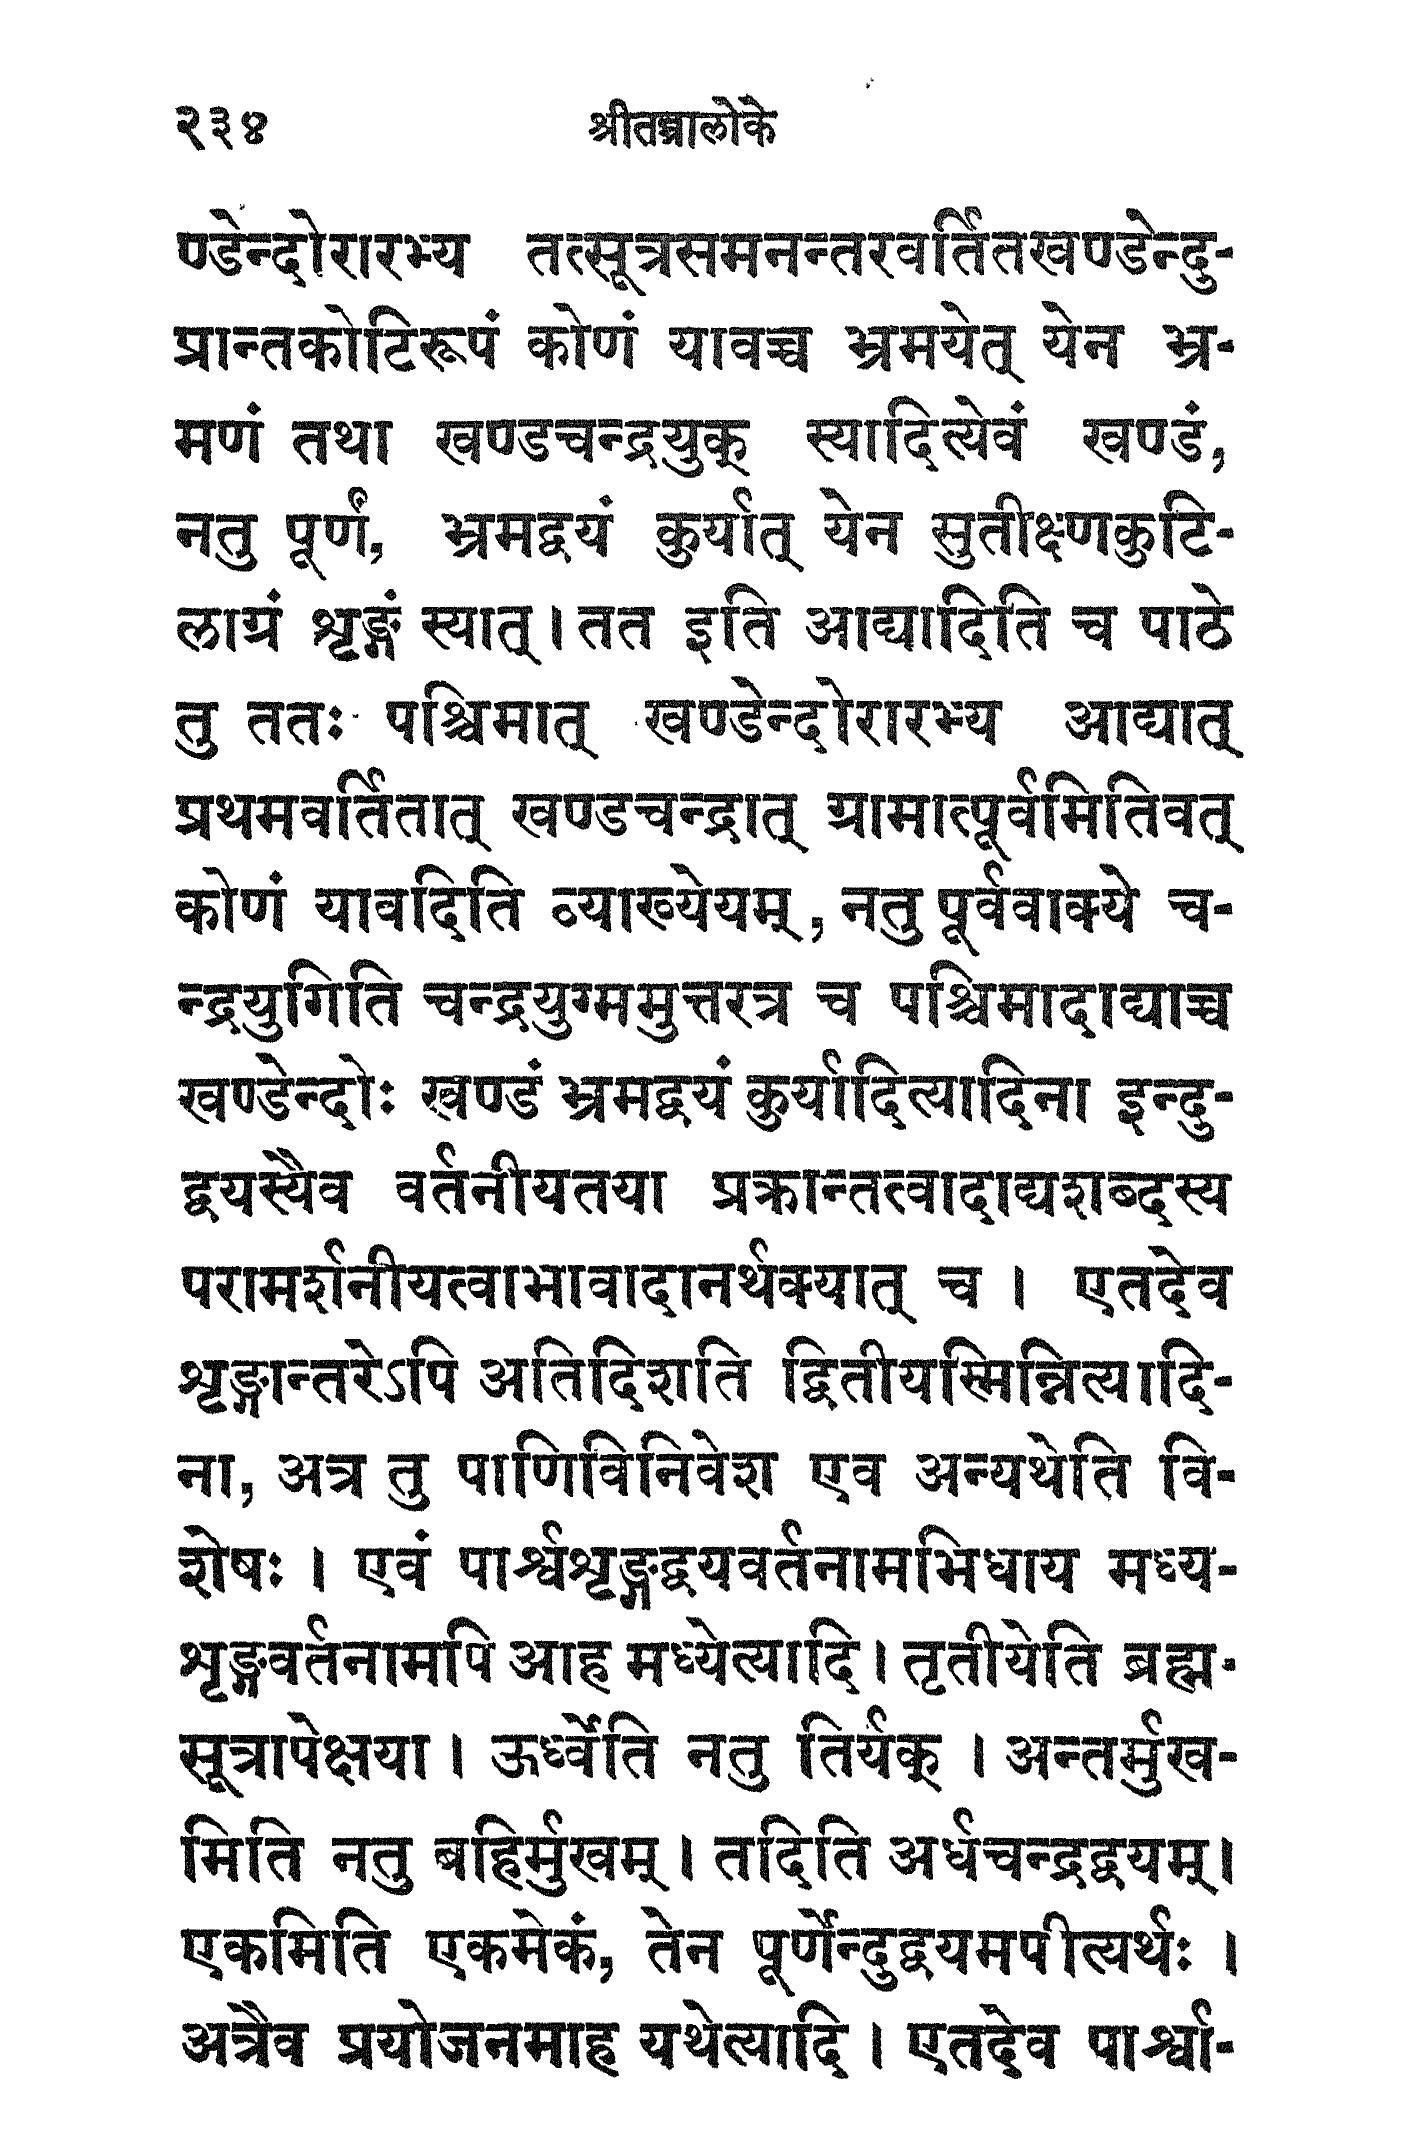 २३४ श्रीतन्त्रालोके
ण्डेन्दोरारभ्य तत्सूत्रसमनन्तरवर्तितखण्डेन्दु-
प्रान्तकोटिरूपं कोणं यावच्च भ्रमयेत् येन भ्र-
मणं तथा खण्डचन्द्रयुक् स्यादित्येवं खण्डं,
नतु पूर्णं, भ्रमद्वयं कुर्यात् येन सुतीक्ष्णकुटि-
लाग्रं शृङ्गं स्यात् । तत इति आद्यादिति च पाठे
तु ततः पश्चिमात् खण्डेन्दोरारभ्य आद्यात्
प्रथमवर्तितात् खण्डचन्द्रात् ग्रामात्पूर्वमितिवत्
कोणं यावदिति व्याख्येयम्, नतु पूर्ववाक्ये च-
न्द्रयुगिति चन्द्रयुग्ममुत्तरत्र च पश्चिमादाद्याच्च
खण्डेन्दोः खण्डं भ्रमद्वयं कुर्यादित्यादिना इन्दु-
द्वयस्यैव वर्तनीयतया प्रक्रान्तत्वादाद्यशब्दस्य
परामर्शनीयत्वाभावादानर्थक्यात् च । एतदेव
शृङ्गान्तरेऽपि अतिदिशति द्वितीयस्मिन्नित्यादि-
ना, अत्र तु पाणिविनिवेश एव अन्यथेति वि-
शेषः । एवं पार्श्वशृङ्गद्वयवर्तनामभिधाय मध्य-
शृङ्गवर्तनामपि आह मध्येत्यादि । तृतीयेति ब्रह्म-
सूत्रापेक्षया । ऊर्ध्वेति नतु तिर्यक् । अन्तर्मुख-
मिति नतु बहिर्मुखम् । तदिति अर्धचन्द्रद्वयम् ।
एकमिति एकमेकं, तेन पूर्णेन्दुद्वयमपीत्यर्थः ।
अत्रैव प्रयोजनमाह यथेत्यादि । एतदेव पार्श्वा-